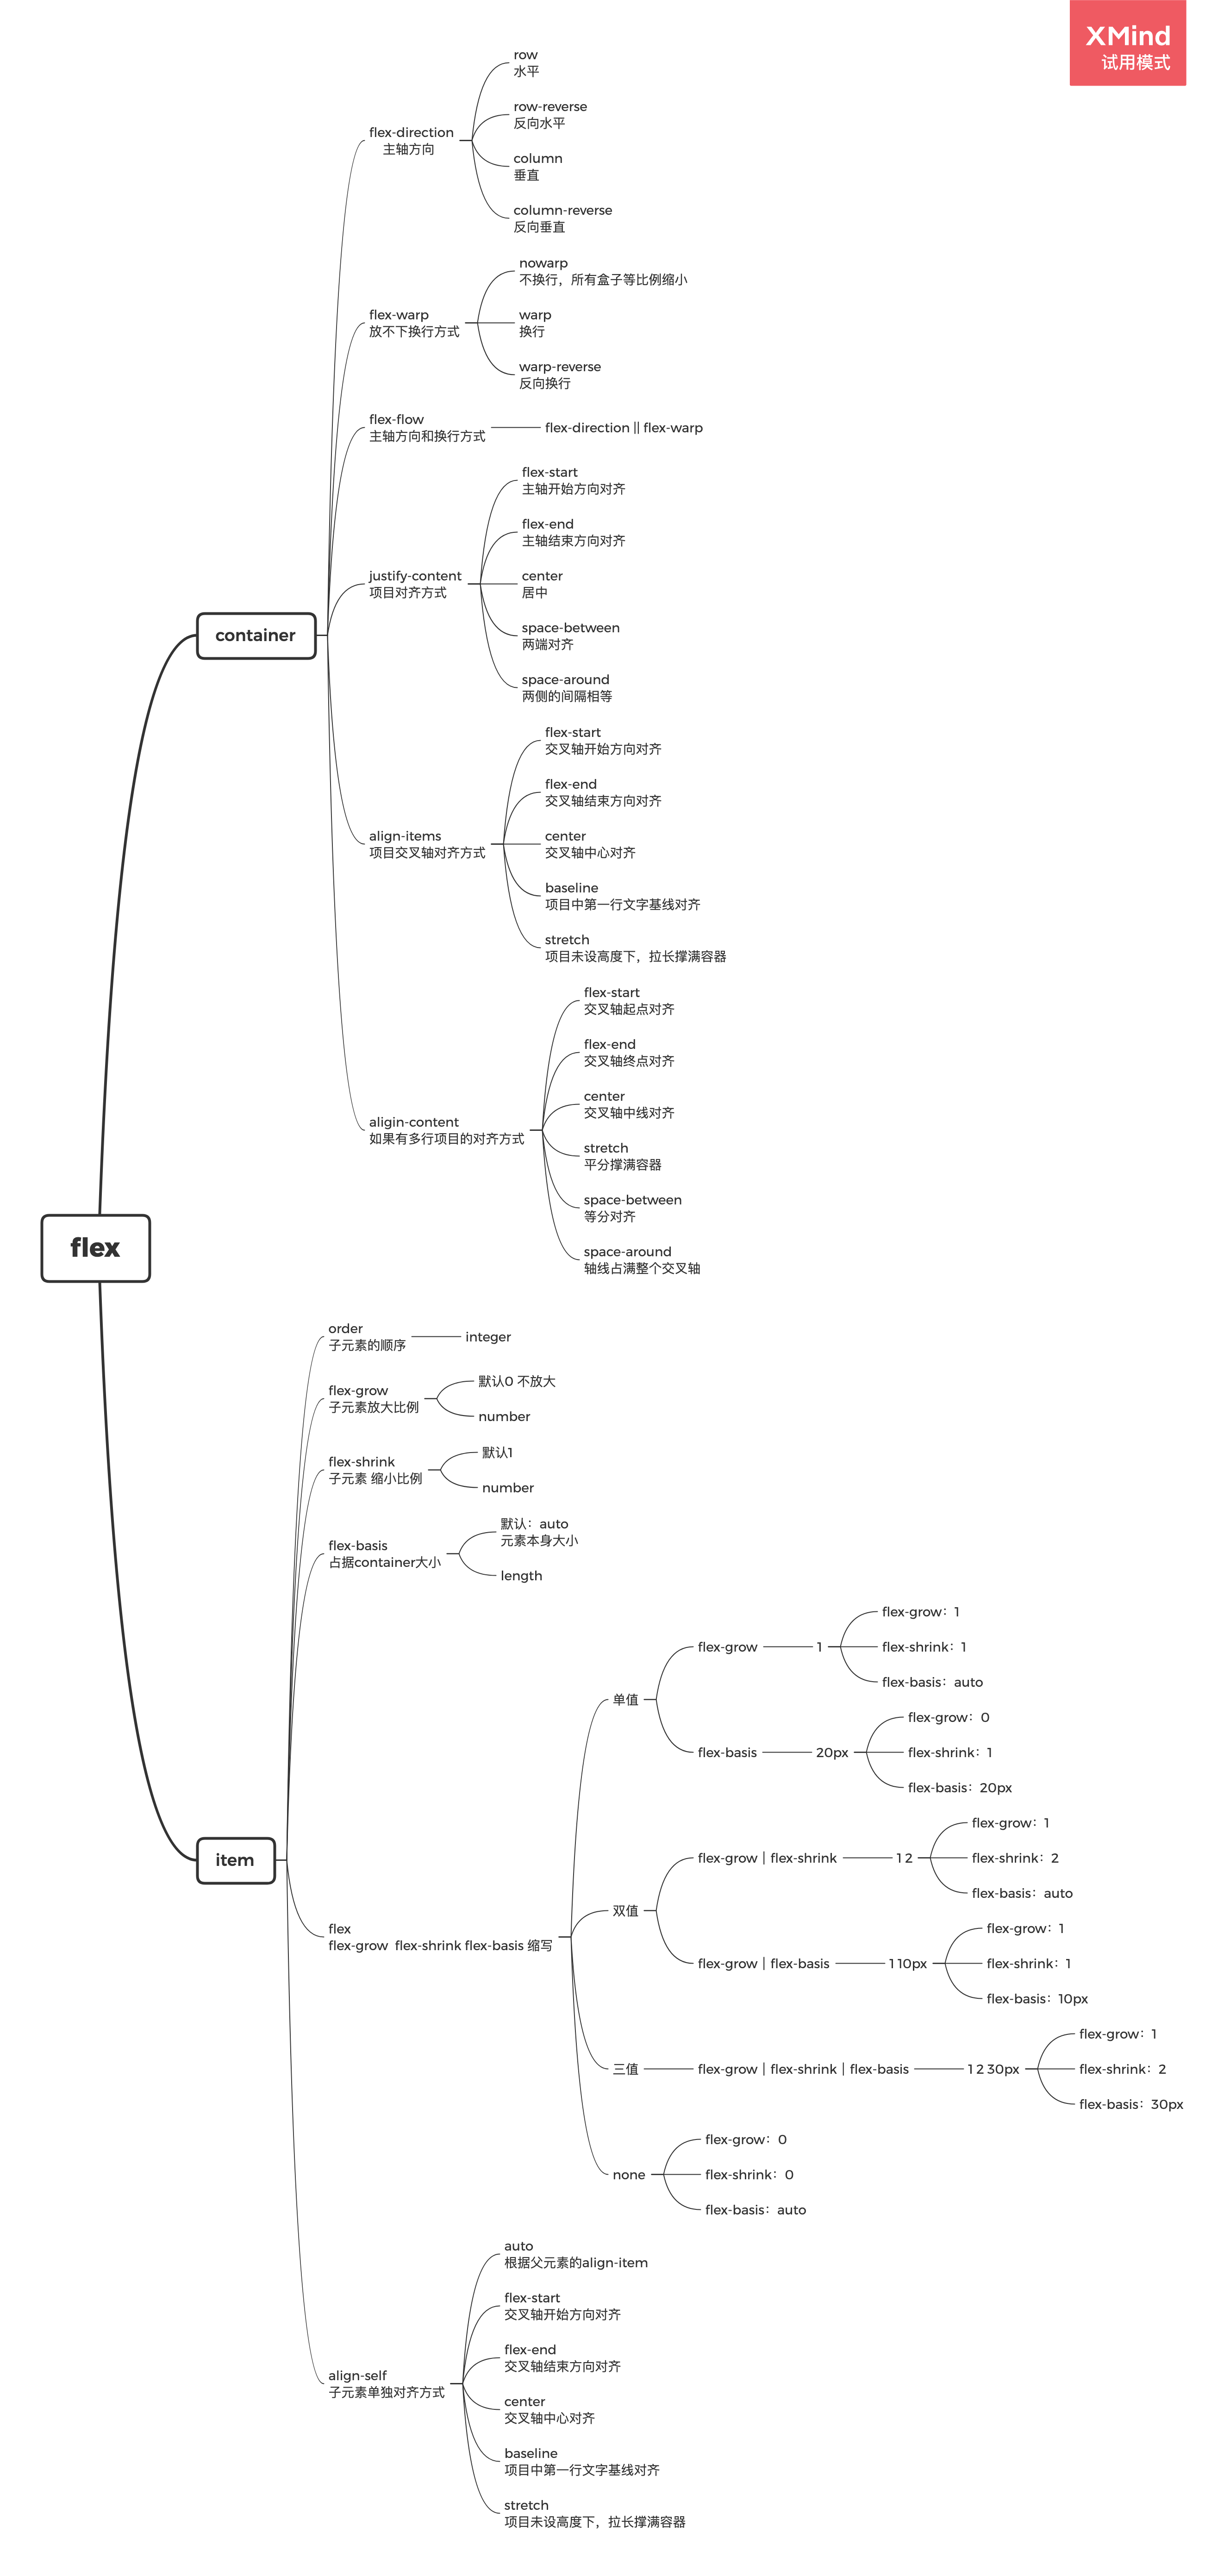 XMind
试用模式
flex
container
flex-direction
主轴方向
row
水平
row-reverse
反向水平
column
垂直
column-reverse
反向垂直
flex-warp
放不下换行方式
nowarp
不换行，所有盒子等比例缩小
warp
换行
warp-reverse
反向换行
flex-flow
主轴方向和换行方式
flex-direction || flex-warp
justify-content
项目对齐方式
flex-start
主轴开始方向对齐
flex-end
主轴结束方向对齐
center
居中
space-between
两端对齐
space-around
两侧的间隔相等
align-items
项目交叉轴对齐方式
flex-start
交叉轴开始方向对齐
flex-end
交叉轴结束方向对齐
center
交叉轴中心对齐
baseline
项目中第一行文字基线对齐
stretch
项目未设高度下，拉长撑满容器
aligin-content
如果有多行项目的对齐方式
flex-start
交叉轴起点对齐
flex-end
交叉轴终点对齐
center
交叉轴中线对齐
stretch
平分撑满容器
space-between
等分对齐
space-around
轴线占满整个交叉轴
item
order
子元素的顺序
integer
flex-grow
子元素放大比例
默认0 不放大
number
flex-shrink
子元素 缩小比例
默认1
number
flex-basis
占据container大小
默认：auto
元素本身大小
length
flex
flex-grow flex-shrink flex-basis 缩写
单值
flex-grow
1
flex-grow：1
flex-shrink：1
flex-basis：auto
flex-basis
20px
flex-grow：0
flex-shrink：1
flex-basis：20px
双值
flex-grow | flex-shrink
1 2
flex-grow：1
flex-shrink：2
flex-basis：auto
flex-grow | flex-basis
1 10px
flex-grow：1
flex-shrink：1
flex-basis：10px
三值
flex-grow | flex-shrink | flex-basis
1 2 30px
flex-grow：1
flex-shrink：2
flex-basis：30px
none
flex-grow：0
flex-shrink：0
flex-basis：auto
align-self
子元素单独对齐方式
auto
根据父元素的align-item
flex-start
交叉轴开始方向对齐
flex-end
交叉轴结束方向对齐
center
交叉轴中心对齐
baseline
项目中第一行文字基线对齐
stretch
项目未设高度下，拉长撑满容器